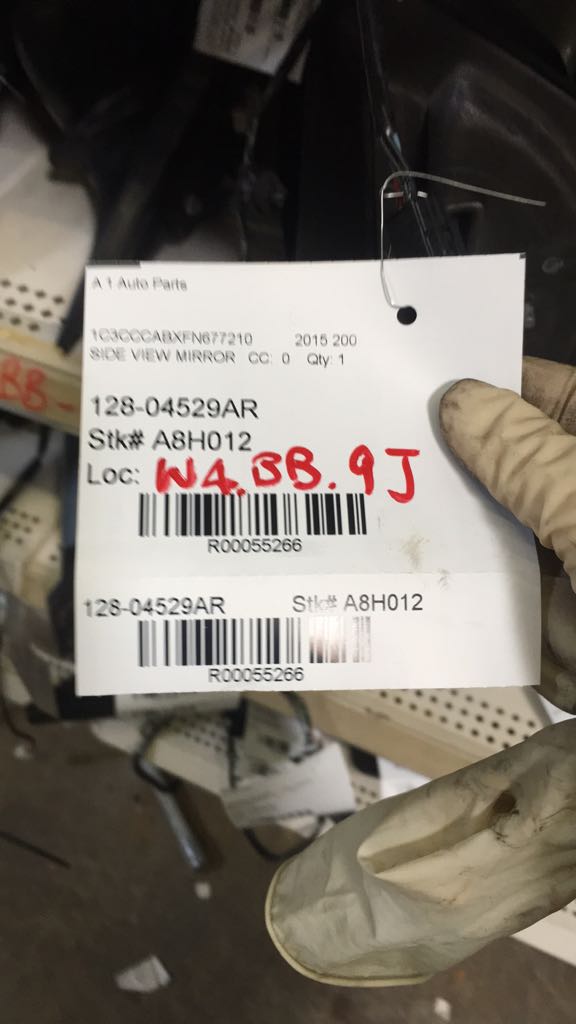 A 1 Auto Parts
1C3CCCABXFN677210 2015 200
SIDE VIEW MIRROR CC: 0 Qty: 1
128-04529AR
Stk# A8H012
Loc: W4.BB.9J
R00055266
128-04529AR Stk# A8H012
R00055266
BB-